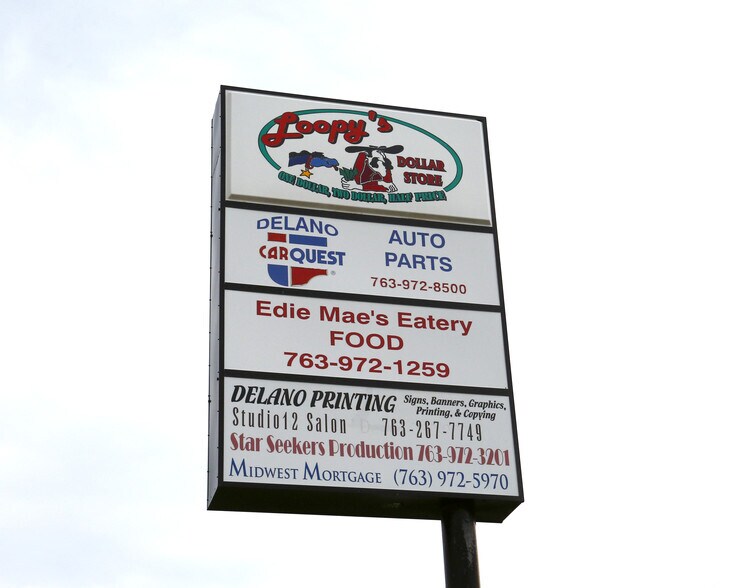 Loopy's
DOLLAR
STORE
ONE DOLLAR, TWO DOLLAR, HALF PRICE
DELANO
CARQUEST
AUTO
PARTS
763-972-8500
Edie Mae's Eatery
FOOD
763-972-1259
DELANO PRINTING Signs, Banners, Graphics,
Printing, & Copying
Studio12 Salon 763-267-7749
Star Seekers Production 763-972-3201
MIDWEST MORTGAGE (763) 972-5970